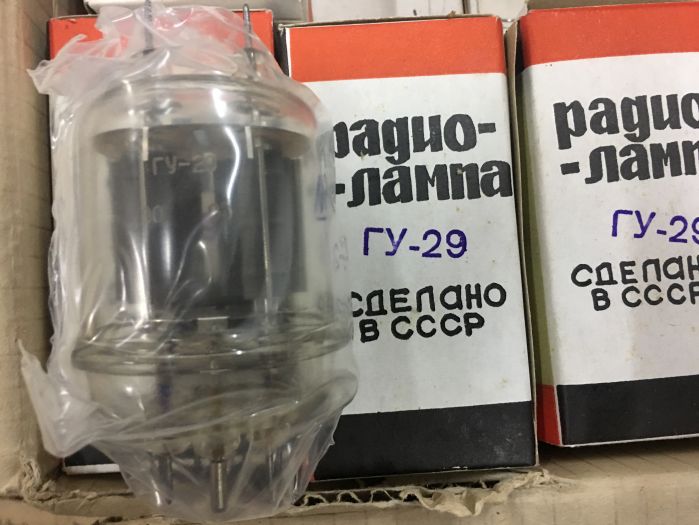 ГУ-29
радио-
-лампа
ГУ-29
СДЕЛАНО
В СССР
радио-
-лампа
ГУ-29
СДЕЛАНО
В СССР